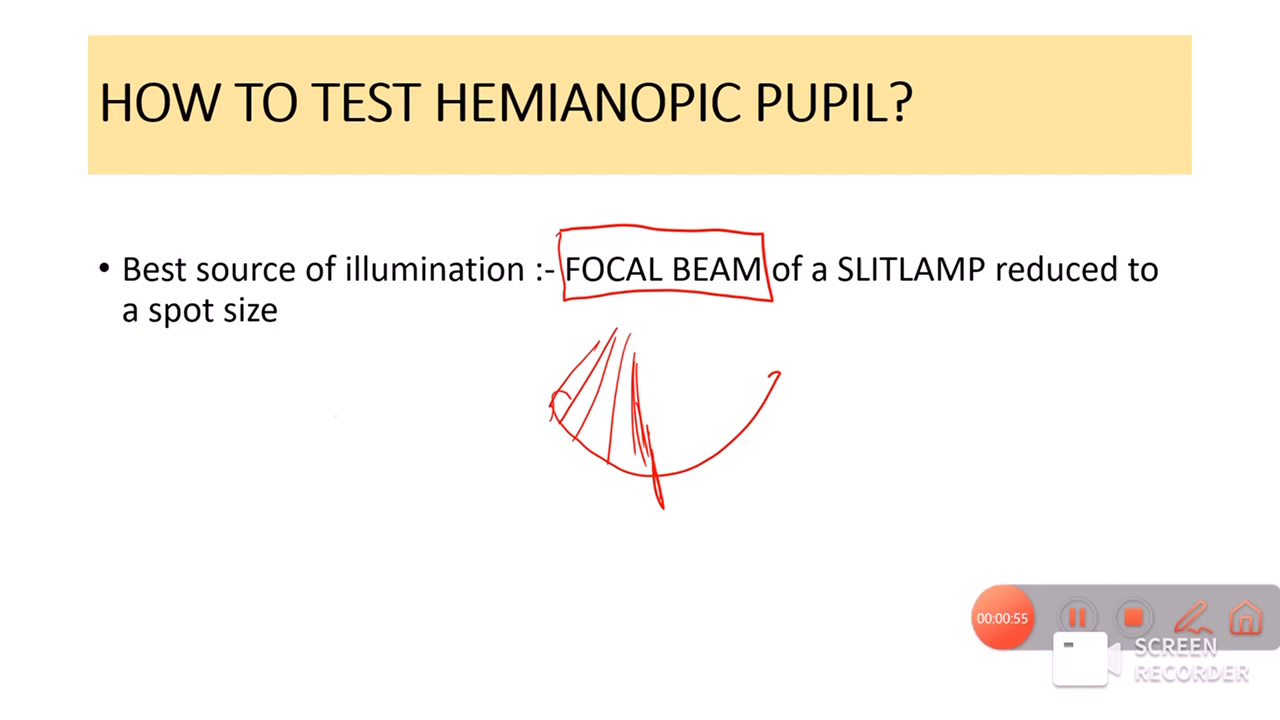 HOW TO TEST HEMIANOPIC PUPIL?
• Best source of illumination :- FOCAL BEAM of a SLITLAMP reduced to
a spot size
00:00:55
SCREEN
RECORDER